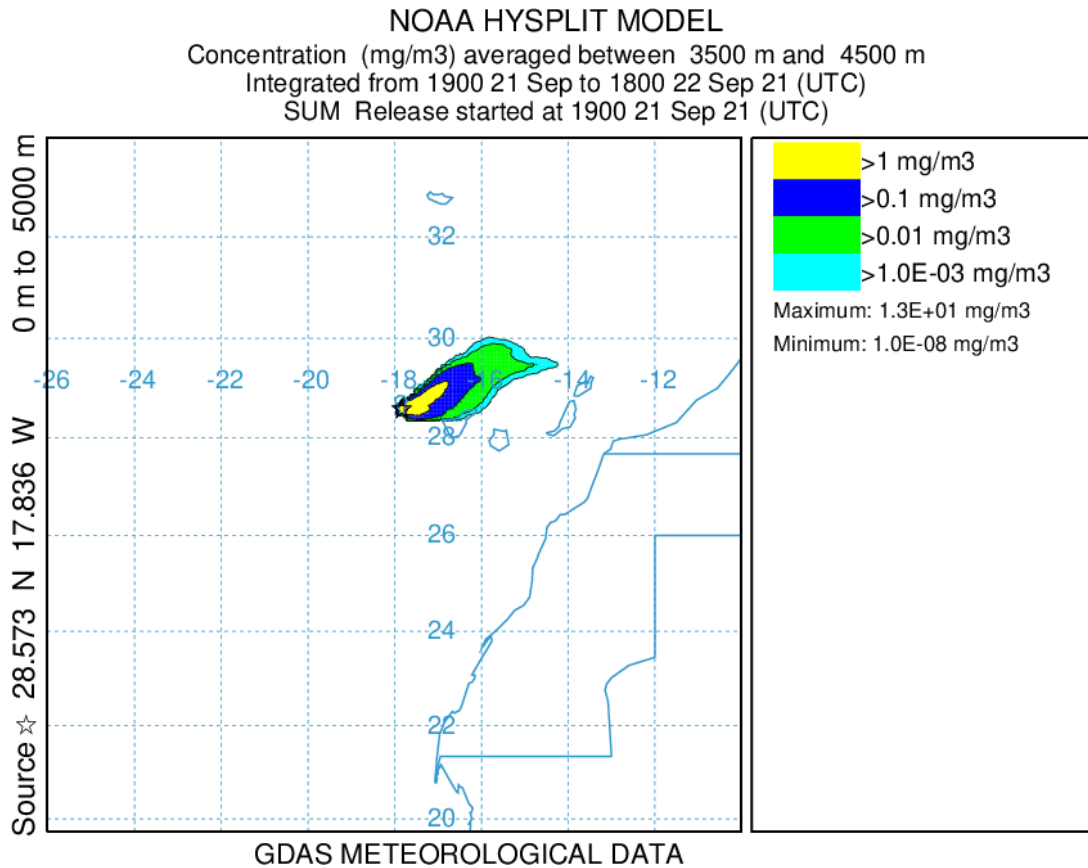 NOAA HYSPLIT MODEL
Concentration (mg/m3) averaged between 3500 m and 4500 m
Integrated from 1900 21 Sep to 1800 22 Sep 21 (UTC)
SUM Release started at 1900 21 Sep 21 (UTC)
Source ☆ 28.573 N 17.836 W 0 m to 5000 m
>1 mg/m3
>0.1 mg/m3
>0.01 mg/m3
>1.0E-03 mg/m3
Maximum: 1.3E+01 mg/m3
Minimum: 1.0E-08 mg/m3
32
30
-26 -24 -22 -20 -18 -16 -14 -12
28
26
24
22
20
GDAS METEOROLOGICAL DATA